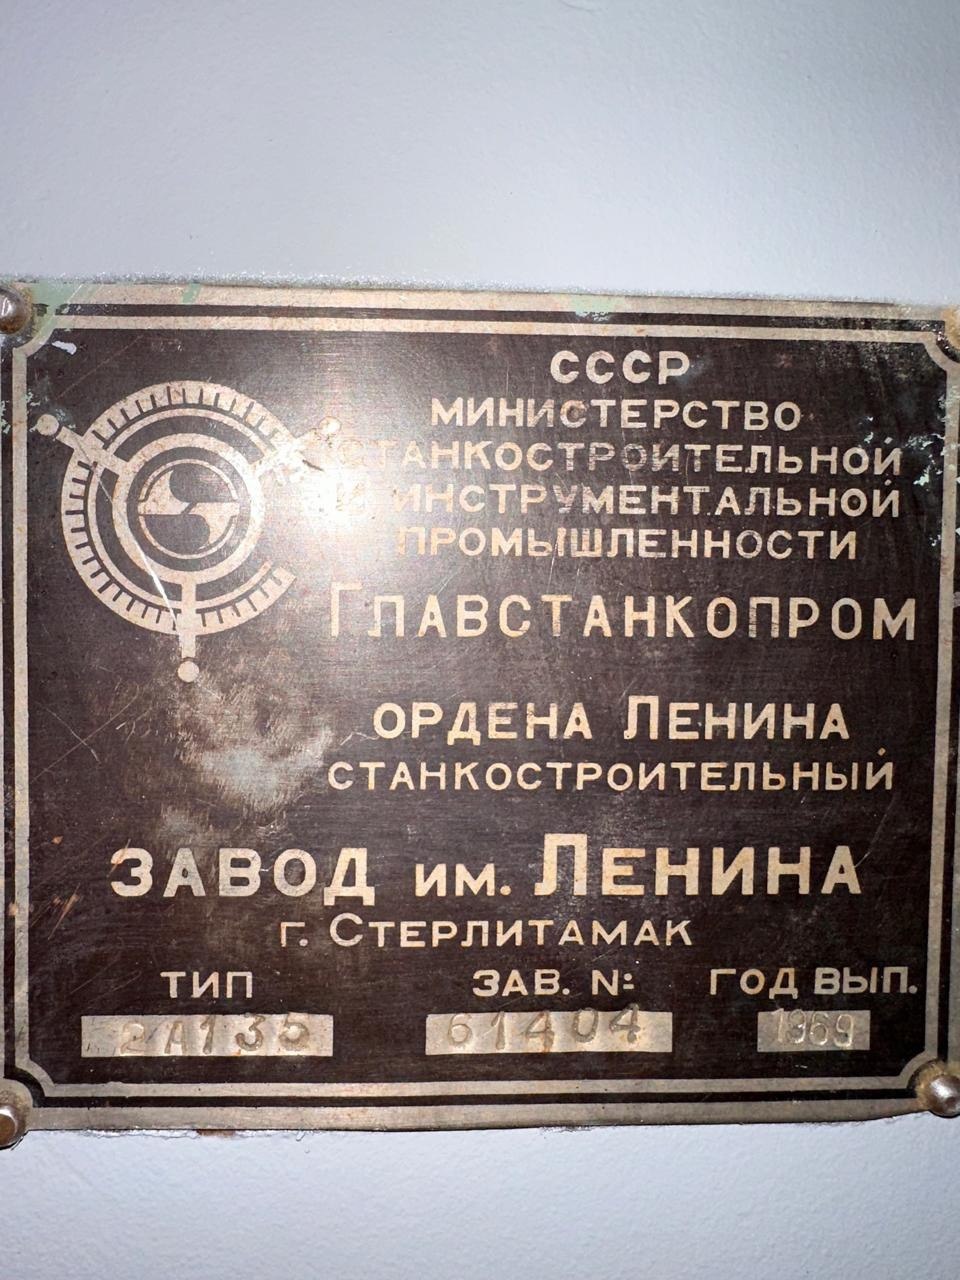 СССР
МИНИСТЕРСТВО
СТАНКОСТРОИТЕЛЬНОЙ
И ИНСТРУМЕНТАЛЬНОЙ
ПРОМЫШЛЕННОСТИ
ГЛАВСТАНКОПРОМ
ОРДЕНА ЛЕНИНА
СТАНКОСТРОИТЕЛЬНЫЙ
ЗАВОД ИМ. ЛЕНИНА
Г. СТЕРЛИТАМАК
ТИП ЗАВ. №: ГОД ВЫП.
2А135 61404 1969